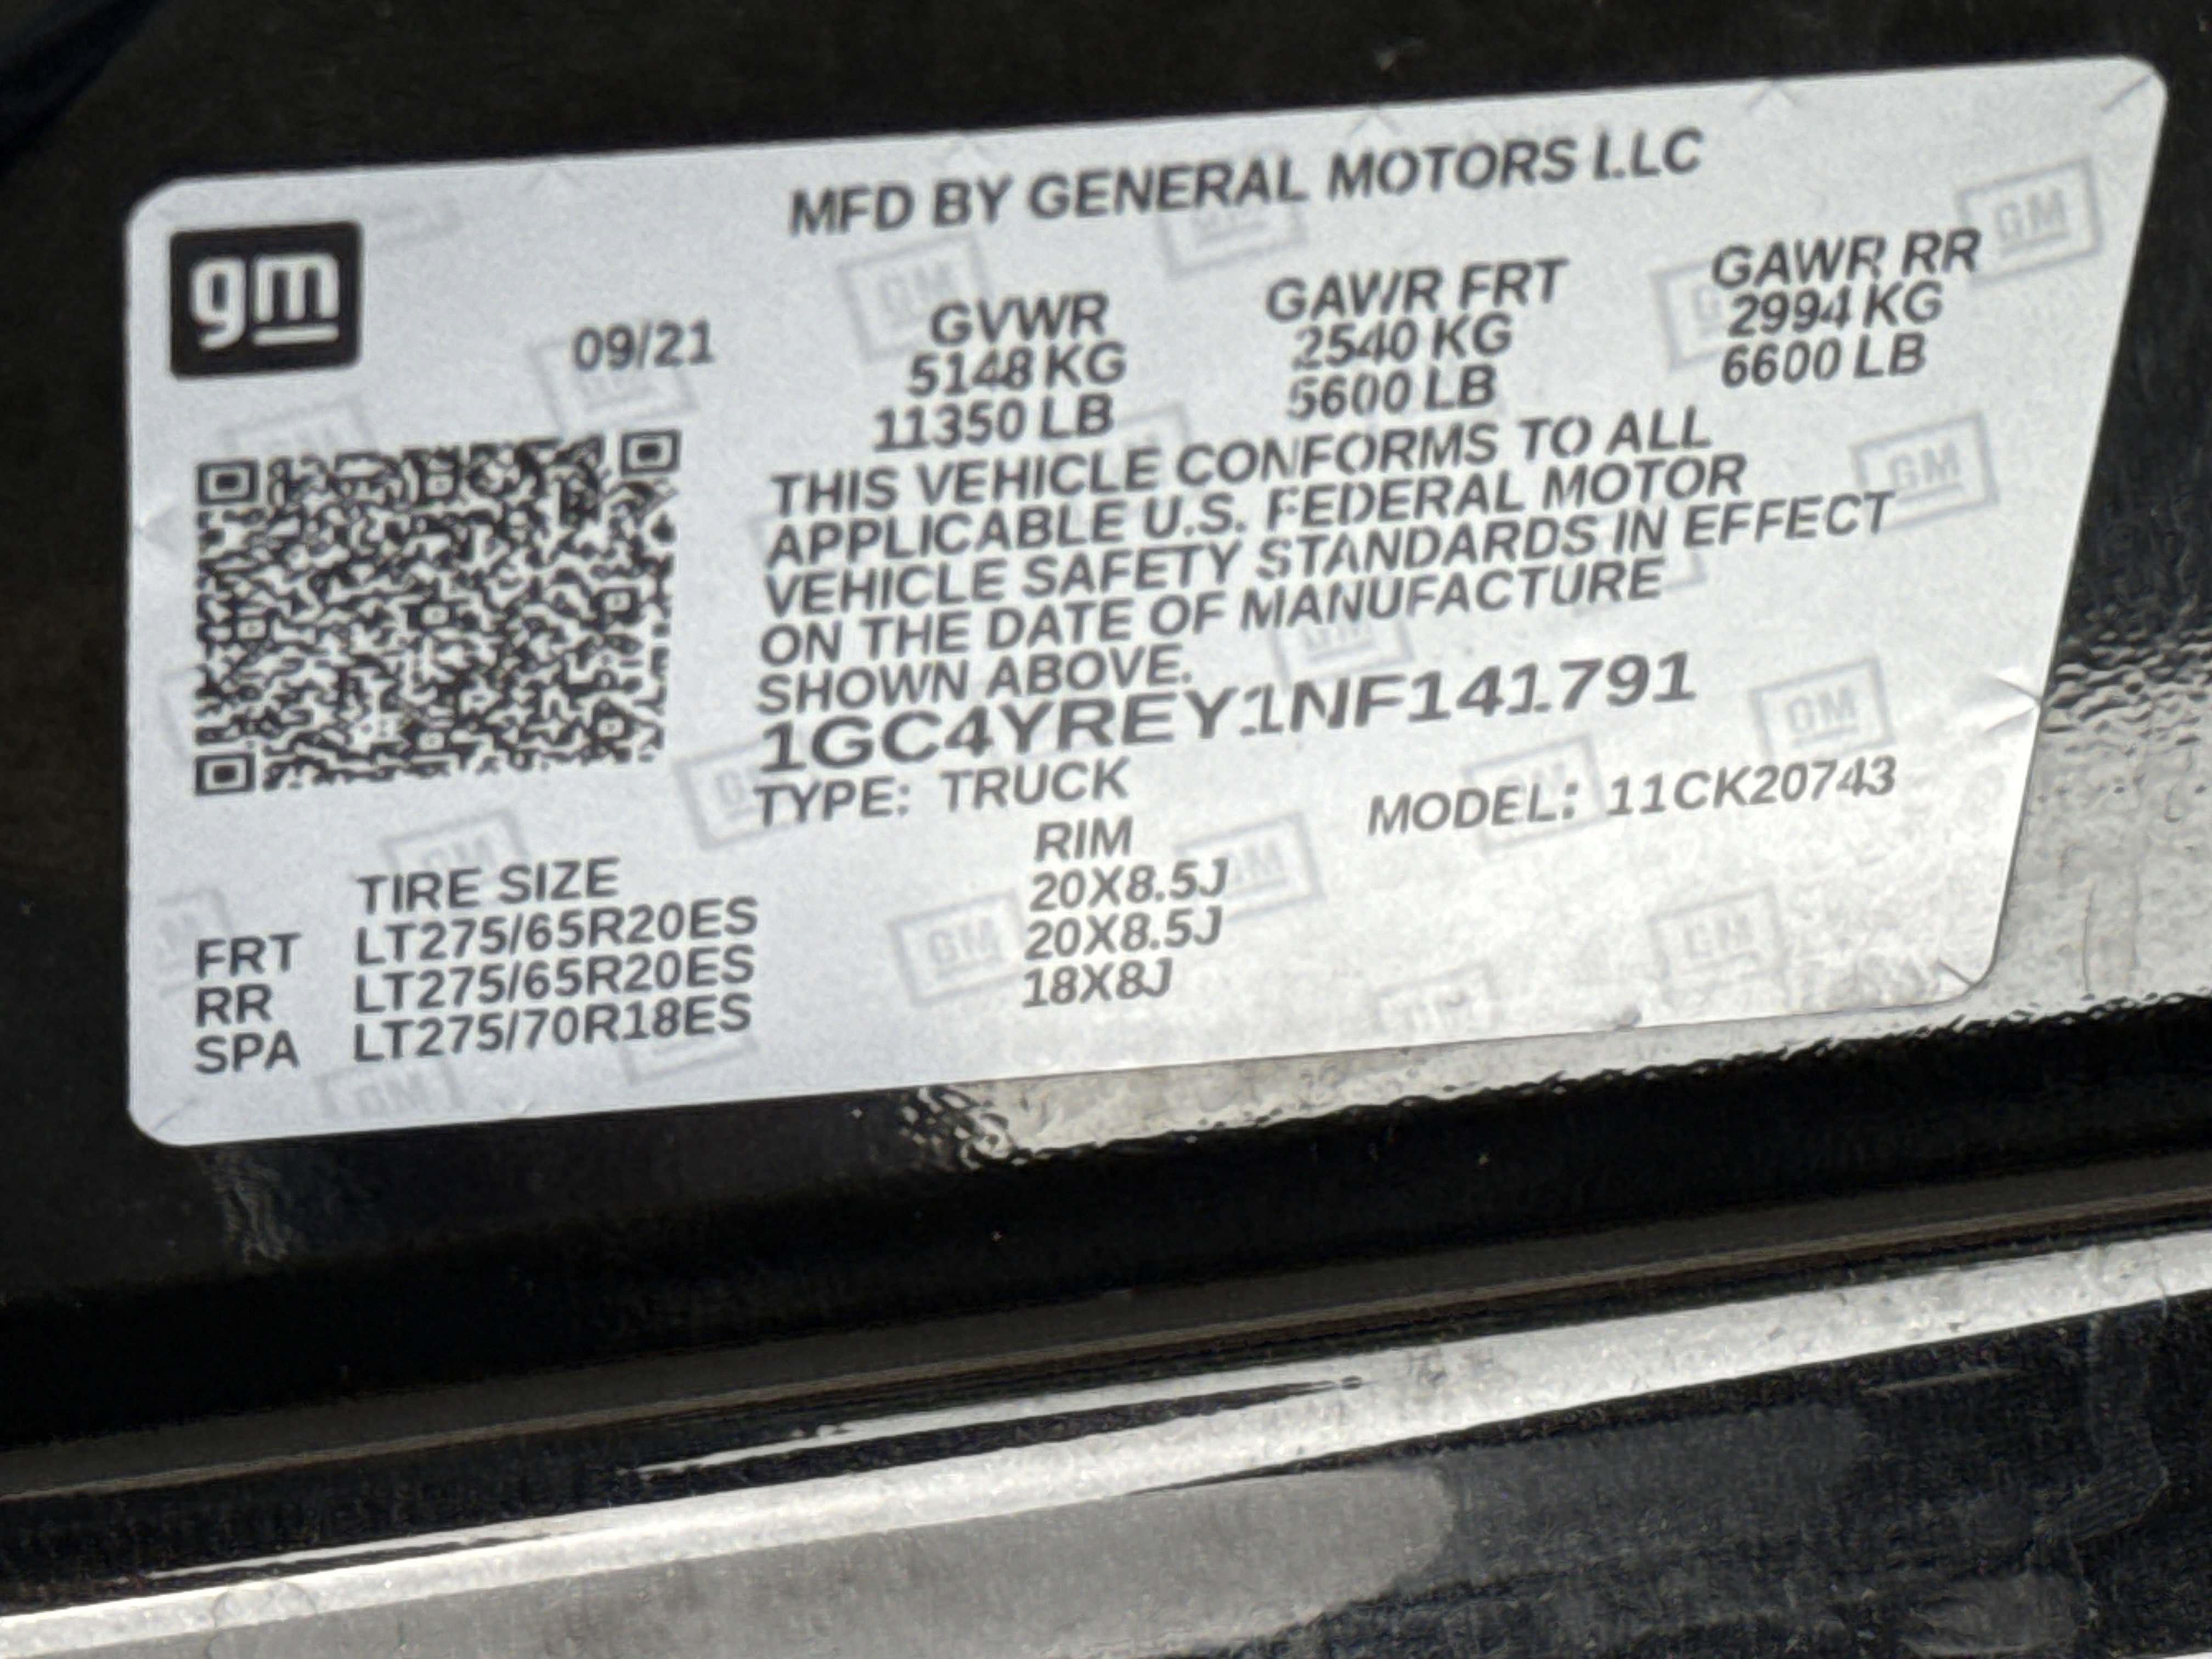 MFD BY GENERAL MOTORS LLC
gm
09/21
GVWR GAWR FRT GAWR RR
5148 KG 2540 KG 2994 KG
11350 LB 5600 LB 6600 LB
THIS VEHICLE CONFORMS TO ALL
APPLICABLE U.S. FEDERAL MOTOR
VEHICLE SAFETY STANDARDS IN EFFECT
ON THE DATE OF MANUFACTURE
SHOWN ABOVE.
1GC4YREY1NF141791
TYPE: TRUCK MODEL: 11CK20743
TIRE SIZE RIM
FRT LT275/65R20ES 20X8.5J
RR LT275/65R20ES 20X8.5J
SPA LT275/70R18ES 18X8J